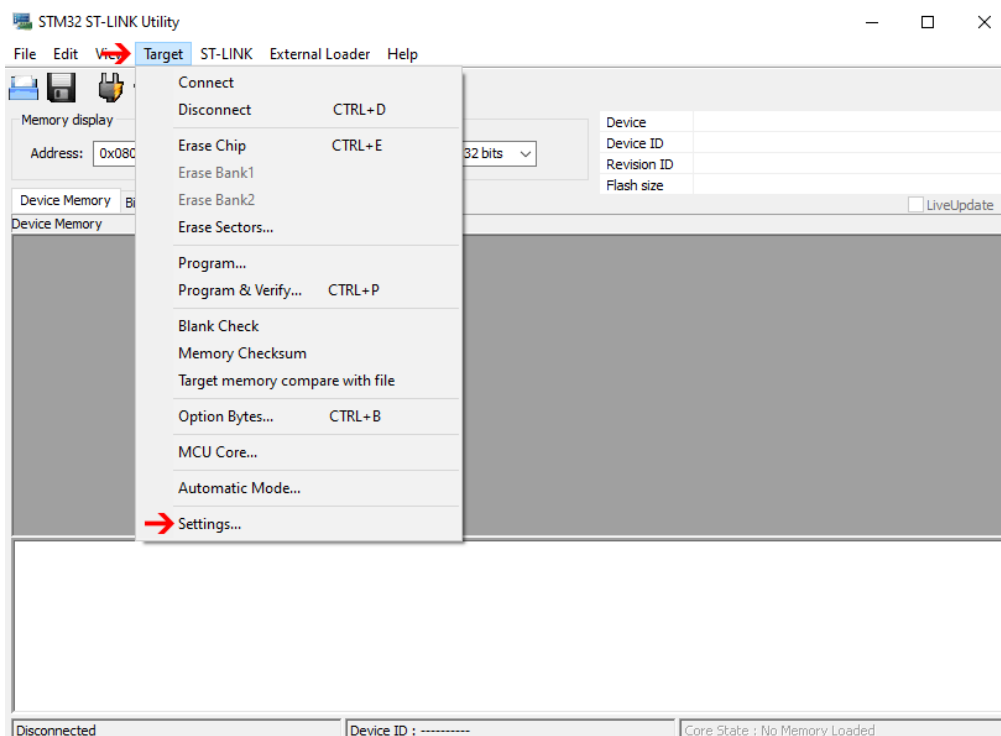 STM32 ST-LINK Utility
File Edit View Target ST-LINK External Loader Help
Connect
Disconnect CTRL+D
Erase Chip CTRL+E
Erase Bank1
Erase Bank2
Erase Sectors...
Program...
Program & Verify... CTRL+P
Blank Check
Memory Checksum
Target memory compare with file
Option Bytes... CTRL+B
MCU Core...
Automatic Mode...
Settings...
Memory display
Address: 0x080
32 bits
Device
Device ID
Revision ID
Flash size
LiveUpdate
Device Memory Bi
Device Memory
Disconnected Device ID : ---------- Core State : No Memory Loaded